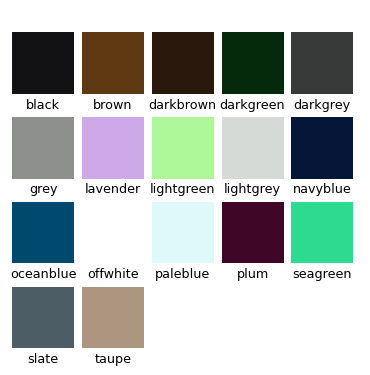 black brown darkbrown darkgreen darkgrey
grey lavender lightgreen lightgrey navyblue
oceanblue offwhite paleblue plum seagreen
slate taupe